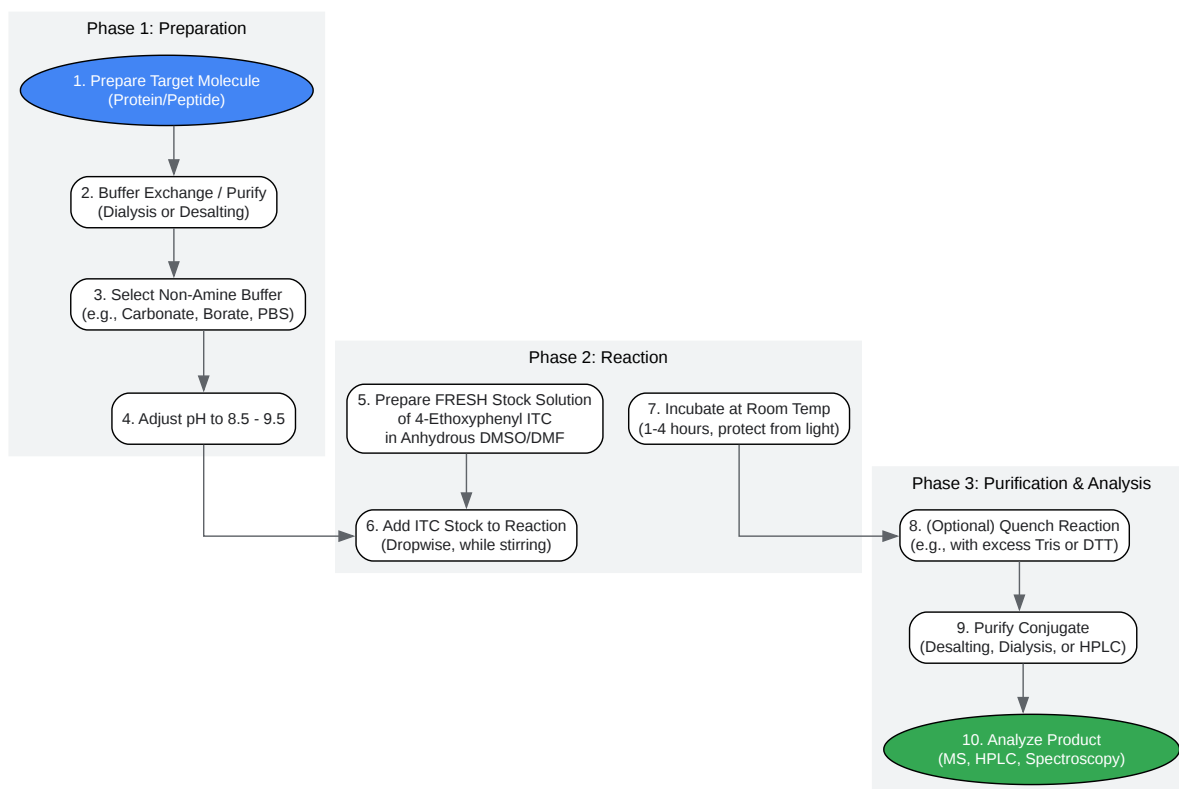 Phase 1: Preparation
1. Prepare Target Molecule
(Protein/Peptide)
2. Buffer Exchange / Purify
(Dialysis or Desalting)
3. Select Non-Amine Buffer
(e.g., Carbonate, Borate, PBS)
4. Adjust pH to 8.5 - 9.5
Phase 2: Reaction
5. Prepare FRESH Stock Solution
of 4-Ethoxyphenyl ITC
in Anhydrous DMSO/DMF
6. Add ITC Stock to Reaction
(Dropwise, while stirring)
7. Incubate at Room Temp
(1-4 hours, protect from light)
Phase 3: Purification & Analysis
8. (Optional) Quench Reaction
(e.g., with excess Tris or DTT)
9. Purify Conjugate
(Desalting, Dialysis, or HPLC)
10. Analyze Product
(MS, HPLC, Spectroscopy)